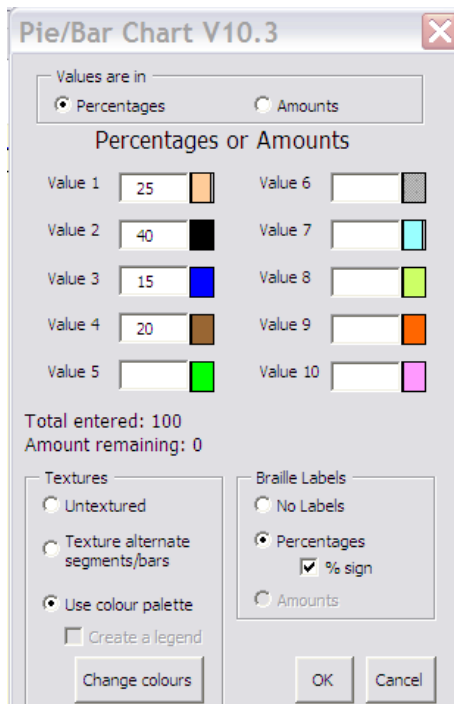 Pie/Bar Chart V10.3
Values are in
Percentages Amounts
Percentages or Amounts
Value 1 25 Value 6
Value 2 40 Value 7
Value 3 15 Value 8
Value 4 20 Value 9
Value 5 Value 10
Total entered: 100
Amount remaining: 0
Textures
Untextured
Texture alternate
segments/bars
Use colour palette
Create a legend
Change colours
Braille Labels
No Labels
Percentages
% sign
Amounts
OK Cancel